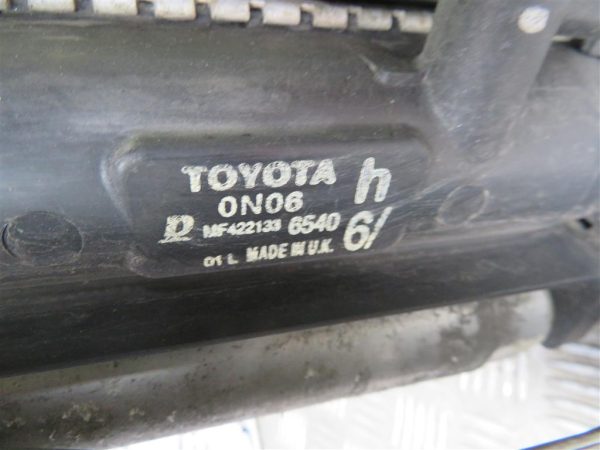 TOYOTA h
0N06
D MF422133 6540 6/
01 L MADE IN U.K.